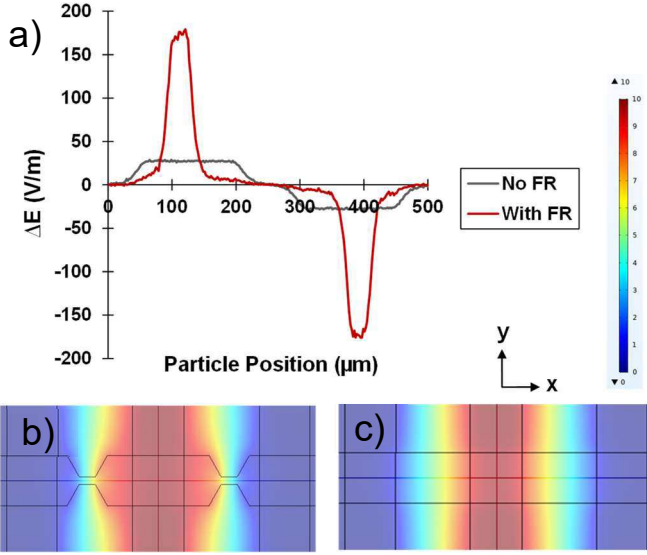 a)
200
150
100
50
0
-50
-100
-150
-200
ΔE (V/m)
0 100 200 300 400 500
Particle Position (µm)
No FR
With FR
▲ 10
10
9
8
7
6
5
4
3
2
1
0
▼ 0
y
x
b)
c)